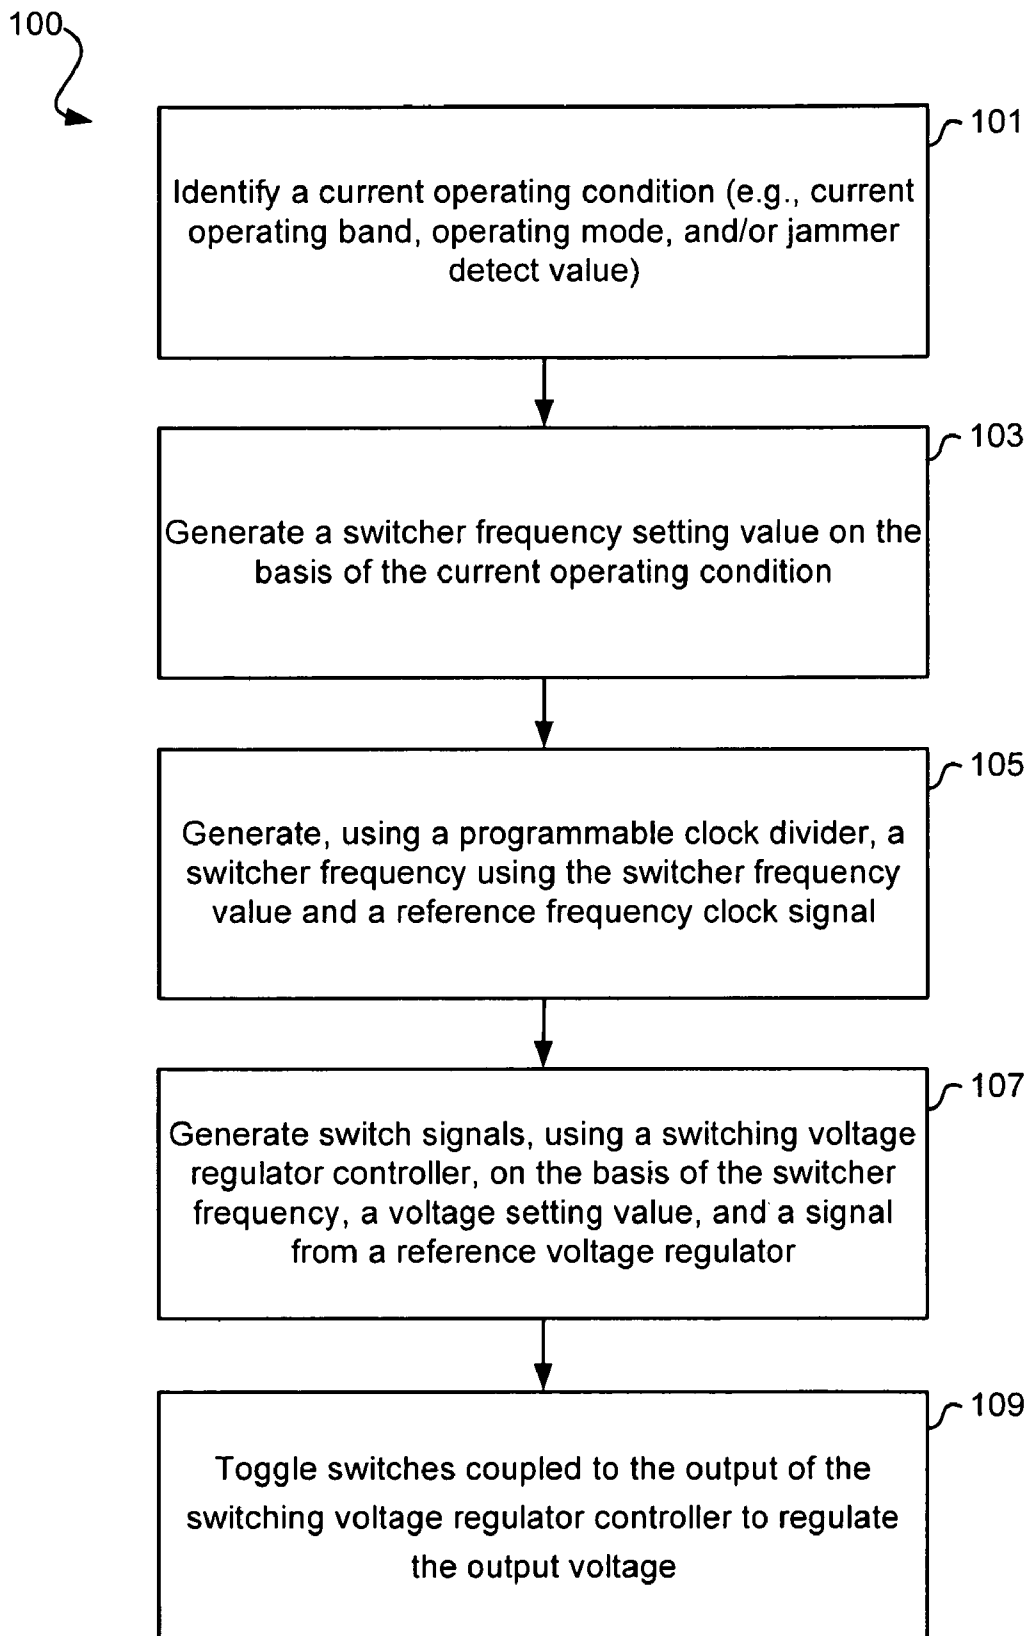 100
101
Identify a current operating condition (e.g., current
operating band, operating mode, and/or jammer
detect value)
103
Generate a switcher frequency setting value on the
basis of the current operating condition
105
Generate, using a programmable clock divider, a
switcher frequency using the switcher frequency
value and a reference frequency clock signal
107
Generate switch signals, using a switching voltage
regulator controller, on the basis of the switcher
frequency, a voltage setting value, and a signal
from a reference voltage regulator
109
Toggle switches coupled to the output of the
switching voltage regulator controller to regulate
the output voltage